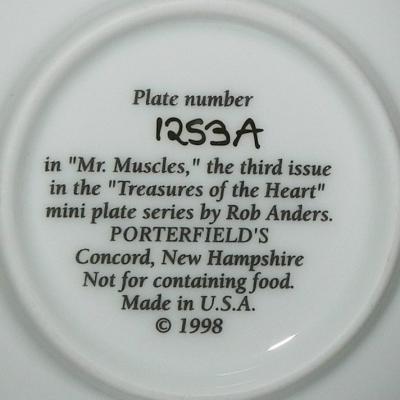 Plate number
1253A
in "Mr. Muscles," the third issue
in the "Treasures of the Heart"
mini plate series by Rob Anders.
PORTERFIELD'S
Concord, New Hampshire
Not for containing food.
Made in U.S.A.
© 1998